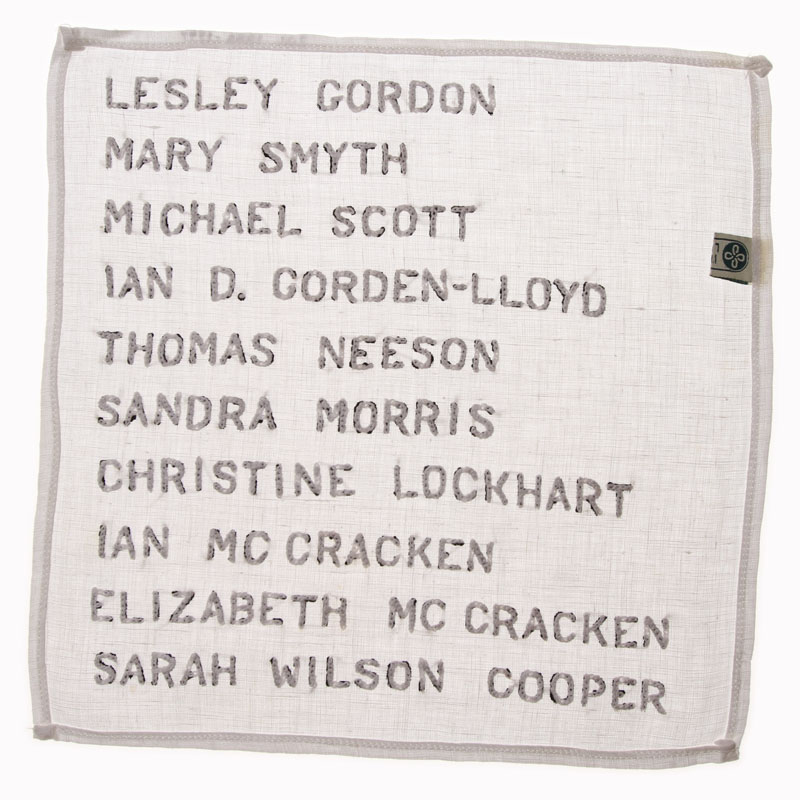 LESLEY GORDON
MARY SMYTH
MICHAEL SCOTT
IAN D. GORDEN-LLOYD
THOMAS NEESON
SANDRA MORRIS
CHRISTINE LOCKHART
IAN MC CRACKEN
ELIZABETH MC CRACKEN
SARAH WILSON COOPER